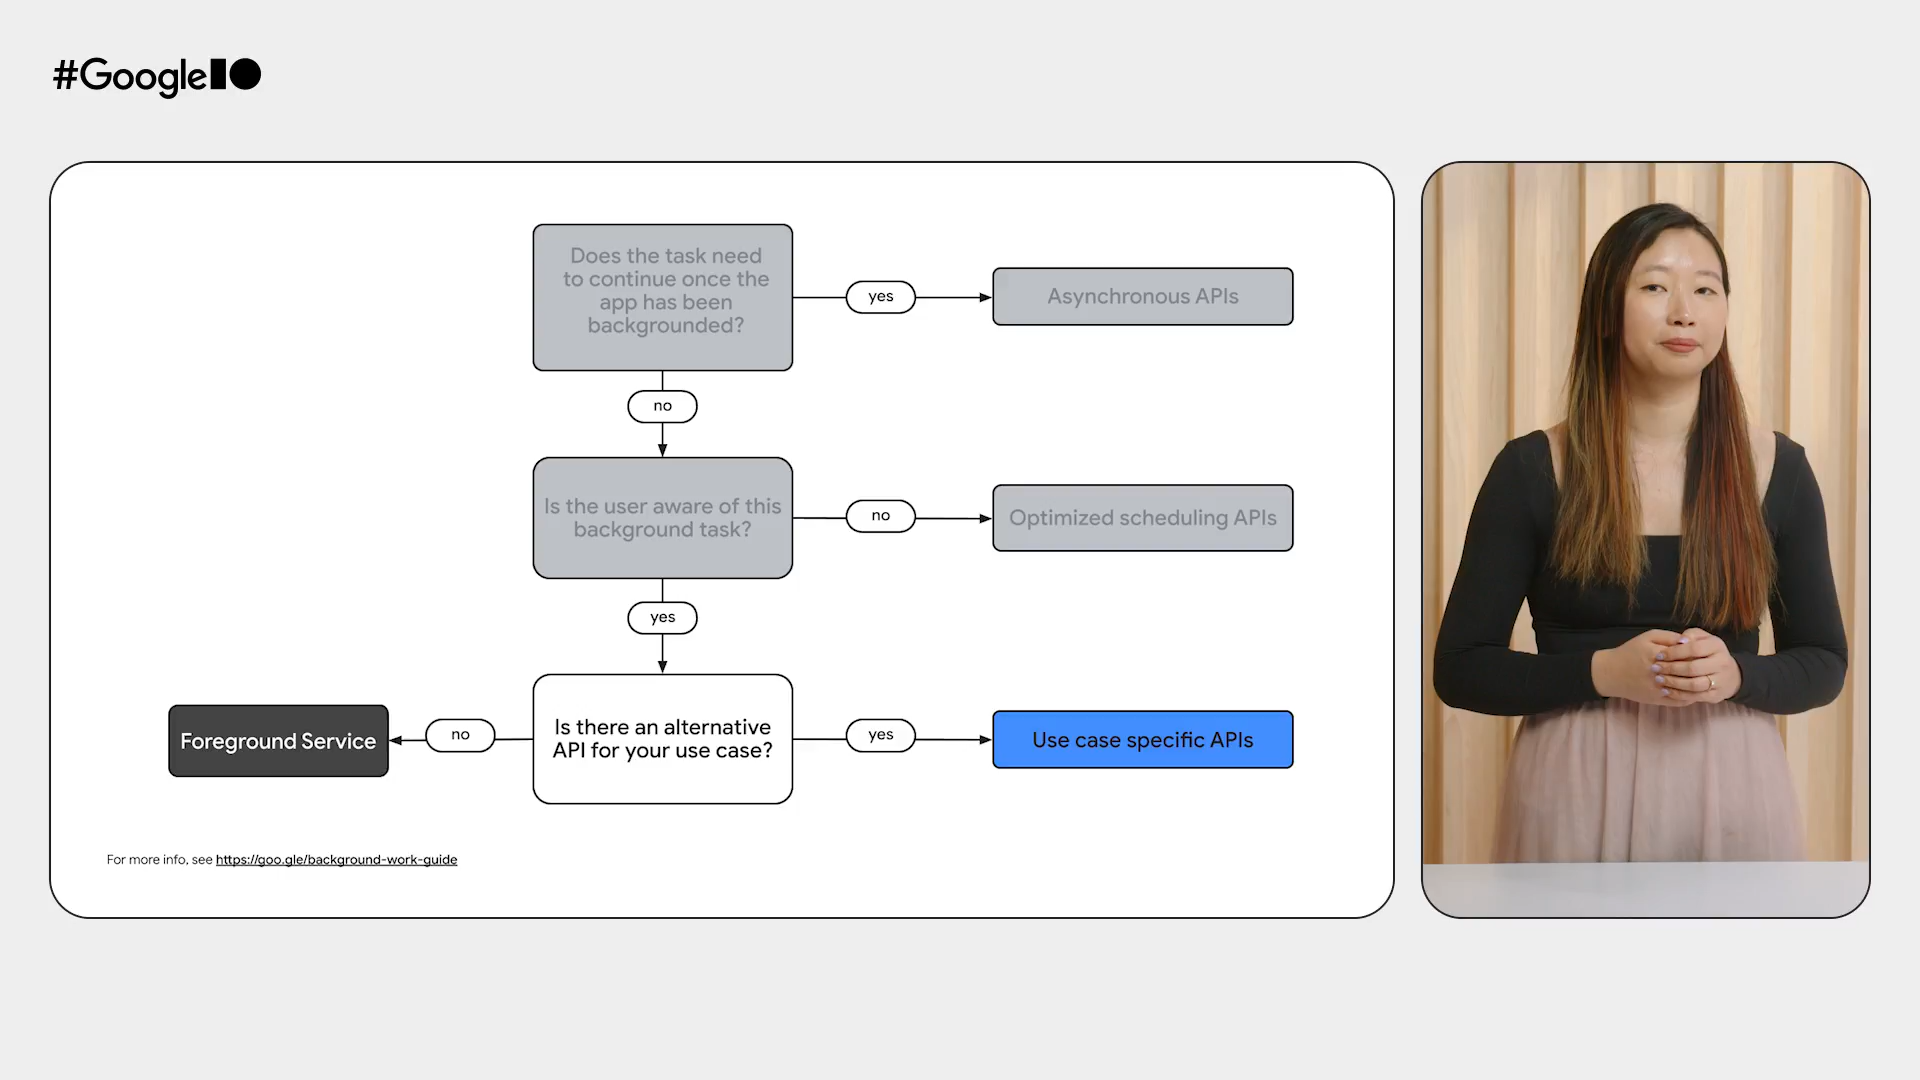 #GoogleIO
Does the task need
to continue once the
app has been
backgrounded?
yes
Asynchronous APIs
no
Is the user aware of this
background task?
no
Optimized scheduling APIs
yes
Foreground Service
no
Is there an alternative
API for your use case?
yes
Use case specific APIs
For more info, see https://goo.gle/background-work-guide